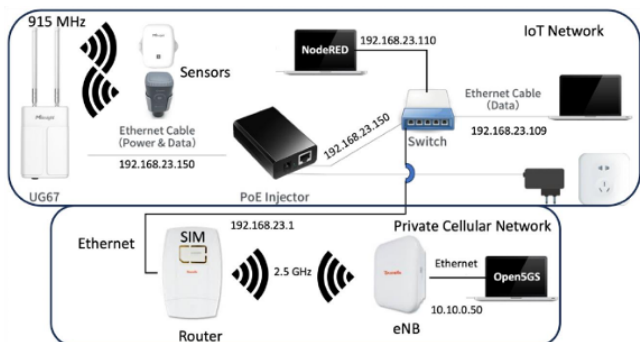 915 MHz
IoT Network
NodeRED
192.168.23.110
Sensors
Milesight
Ethernet Cable
(Data)
192.168.23.109
Ethernet Cable
(Power & Data)
192.168.23.150
192.168.23.150
Switch
UG67
PoE Injector
192.168.23.1
Private Cellular Network
Ethernet
SIM
2.5 GHz
Ethernet
Open5GS
10.10.0.50
Router
eNB